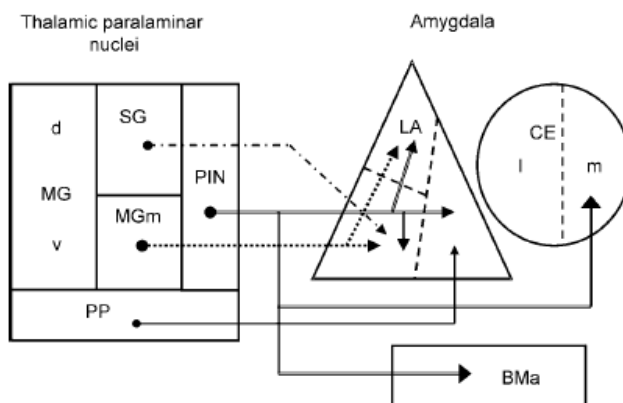 Thalamic paralaminar
nuclei
Amygdala
d
SG
LA
CE
MG
PIN
l
m
MGm
v
PP
BMa